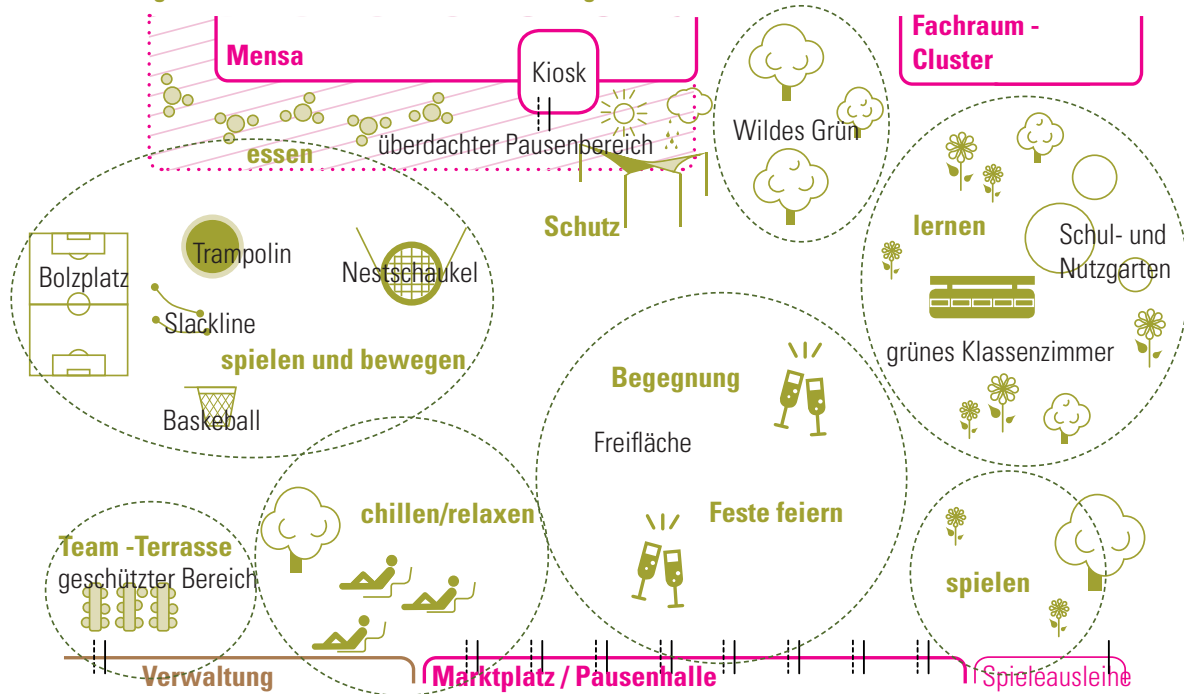 Mensa
Kiosk
Fachraum -
Cluster
Wildes Grün
essen
überdachter Pausenbereich
Schutz
lernen
Schul- und
Nutzgarten
Trampolin
Bolzplatz
Nestschaukel
Slackline
spielen und bewegen
grünes Klassenzimmer
Baskeball
Begegnung
Freifläche
chillen/relaxen
Feste feiern
Team -Terrasse
geschützter Bereich
spielen
Verwaltung
Marktplatz / Pausenhalle
Spieleausleihe